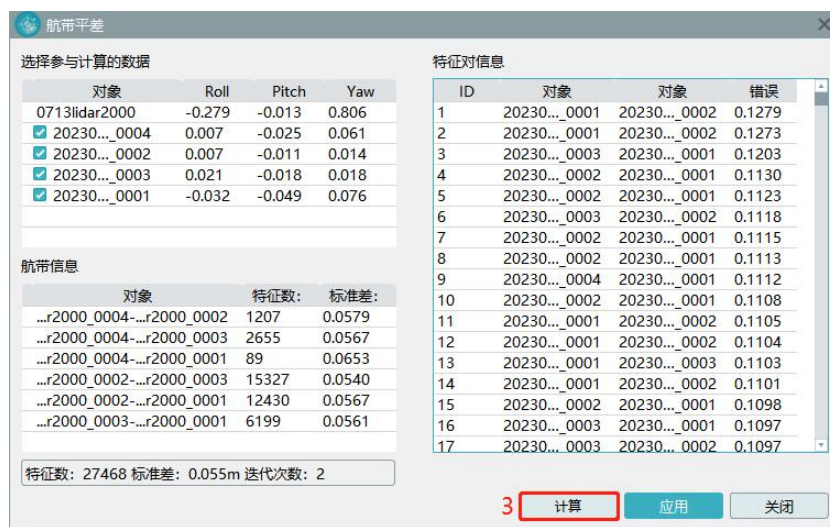 航带平差
选择参与计算的数据
对象 Roll Pitch Yaw
0713lidar2000 -0.279 -0.013 0.806
20230..._0004 0.007 -0.025 0.061
20230..._0002 0.007 -0.011 0.014
20230..._0003 0.021 -0.018 0.018
20230..._0001 -0.032 -0.049 0.076
航带信息
对象 特征数: 标准差:
...r2000_0004-...r2000_0002 1207 0.0579
...r2000_0004-...r2000_0003 2655 0.0567
...r2000_0004-...r2000_0001 89 0.0653
...r2000_0002-...r2000_0003 15327 0.0540
...r2000_0002-...r2000_0001 12430 0.0567
...r2000_0003-...r2000_0001 6199 0.0561
特征数: 27468 标准差: 0.055m 迭代次数: 2
特征对信息
ID 对象 对象 错误
1 20230..._0001 20230..._0002 0.1279
2 20230..._0001 20230..._0002 0.1273
3 20230..._0003 20230..._0001 0.1203
4 20230..._0002 20230..._0001 0.1130
5 20230..._0002 20230..._0001 0.1123
6 20230..._0003 20230..._0002 0.1118
7 20230..._0002 20230..._0001 0.1115
8 20230..._0002 20230..._0001 0.1113
9 20230..._0004 20230..._0001 0.1112
10 20230..._0002 20230..._0001 0.1108
11 20230..._0001 20230..._0002 0.1105
12 20230..._0001 20230..._0002 0.1104
13 20230..._0001 20230..._0003 0.1103
14 20230..._0001 20230..._0002 0.1101
15 20230..._0002 20230..._0001 0.1098
16 20230..._0003 20230..._0001 0.1097
17 20230..._0003 20230..._0002 0.1097
3 计算 应用 关闭